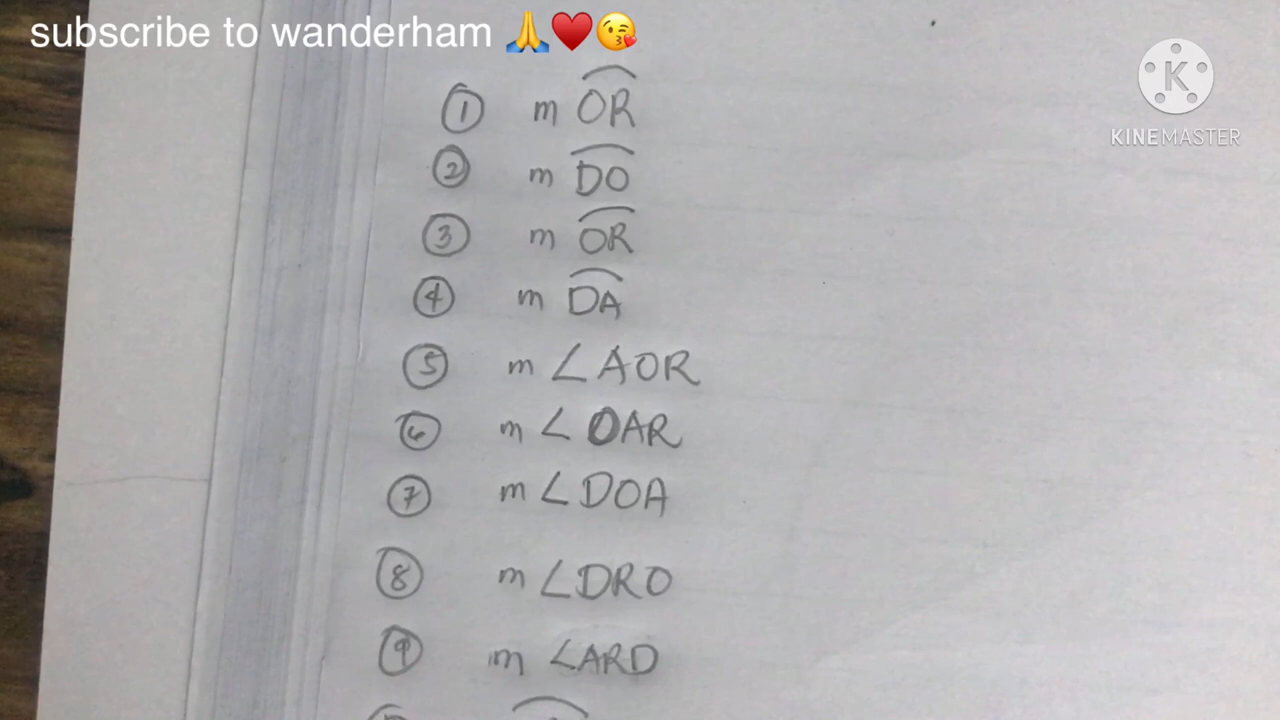 subscribe to wanderham 🙏♥️😘
K
KINEMASTER
① m OR
② m DO
③ m OR
④ m DA
⑤ m ∠AOR
⑥ m ∠OAR
⑦ m ∠DOA
⑧ m ∠DRO
⑨ m ∠ARD